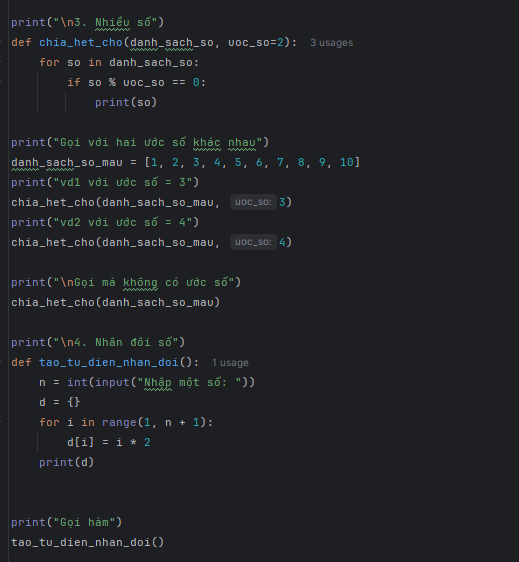 print("\n3. Nhiều số")
def chia_het_cho(danh_sach_so, uoc_so=2): 3 usages
    for so in danh_sach_so:
        if so % uoc_so == 0:
            print(so)
print("Gọi với hai ước số khác nhau")
danh_sach_so_mau = [1, 2, 3, 4, 5, 6, 7, 8, 9, 10]
print("vd1 với ước số = 3")
chia_het_cho(danh_sach_so_mau, uoc_so: 3)
print("vd2 với ước số = 4")
chia_het_cho(danh_sach_so_mau, uoc_so: 4)
print("\nGọi mà không có ước số")
chia_het_cho(danh_sach_so_mau)
print("\n4. Nhân đôi số")
def tao_tu_dien_nhan_doi(): 1 usage
    n = int(input("Nhập một số: "))
    d = {}
    for i in range(1, n + 1):
        d[i] = i * 2
    print(d)
print("Gọi hàm")
tao_tu_dien_nhan_doi()